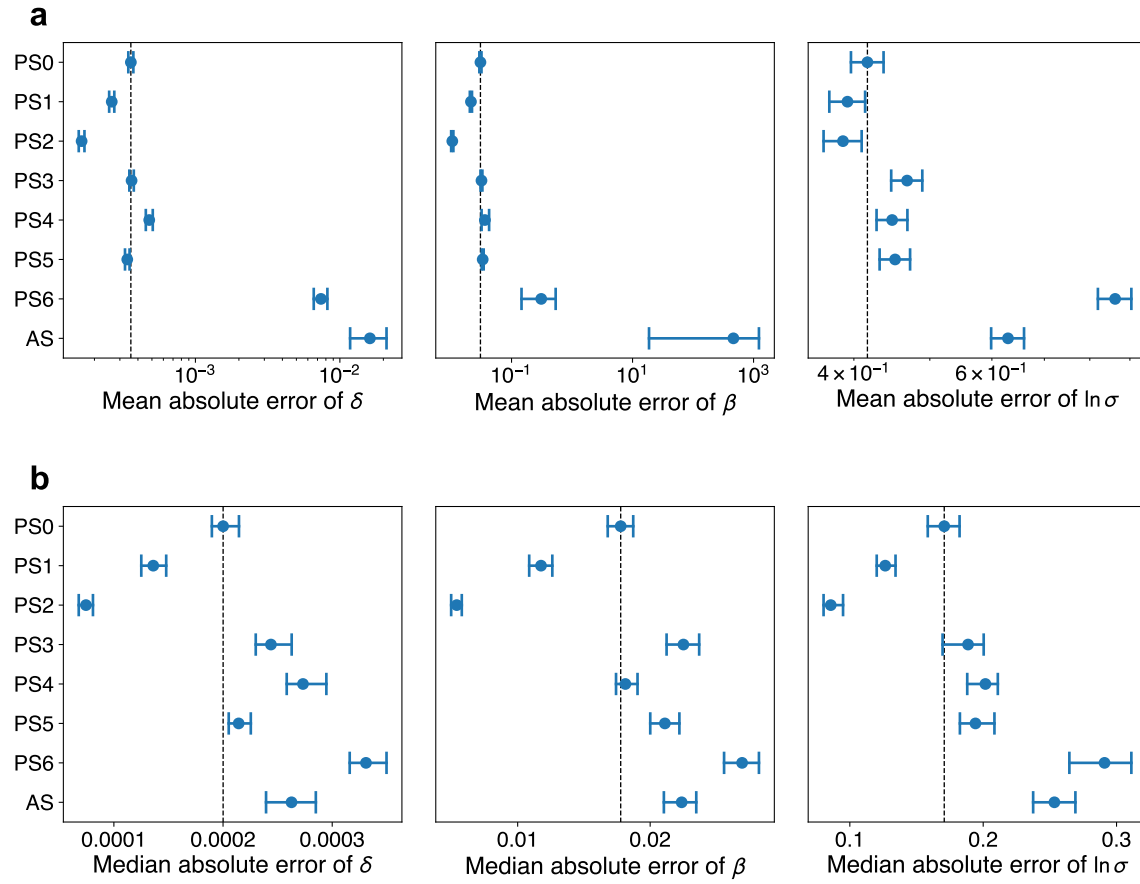 a
PS0
PS1
PS2
PS3
PS4
PS5
PS6
AS
10⁻³ 10⁻² 10⁻¹ 10¹ 10³ 4 × 10⁻¹ 6 × 10⁻¹
Mean absolute error of δ Mean absolute error of β Mean absolute error of ln σ
b
PS0
PS1
PS2
PS3
PS4
PS5
PS6
AS
0.0001 0.0002 0.0003 0.01 0.02 0.1 0.2 0.3
Median absolute error of δ Median absolute error of β Median absolute error of ln σ